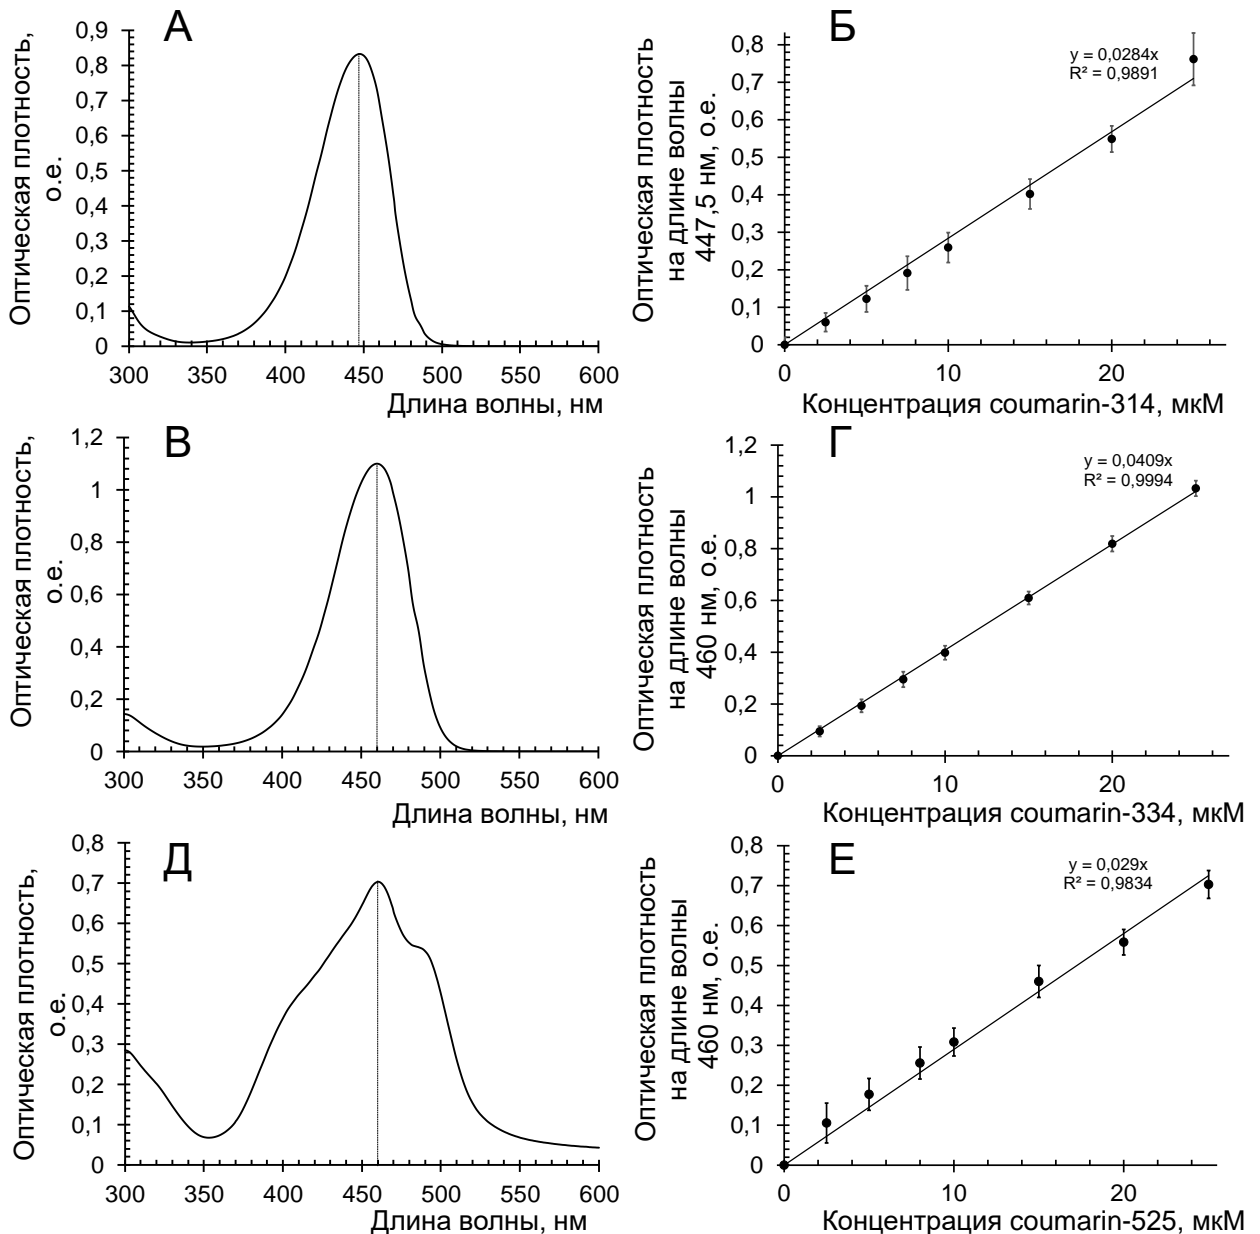 А
Оптическая плотность,
о.е.
0,9
0,8
0,7
0,6
0,5
0,4
0,3
0,2
0,1
0
300 350 400 450 500 550 600
Длина волны, нм
Б
Оптическая плотность
на длине волны
447,5 нм, о.е.
y = 0,0284x
R² = 0,9891
0,8
0,7
0,6
0,5
0,4
0,3
0,2
0,1
0
0 10 20
Концентрация coumarin-314, мкМ
В
Оптическая плотность,
о.е.
1,2
1
0,8
0,6
0,4
0,2
0
300 350 400 450 500 550 600
Длина волны, нм
Г
Оптическая плотность
на длине волны
460 нм, о.е.
y = 0,0409x
R² = 0,9994
1,2
1
0,8
0,6
0,4
0,2
0
0 10 20
Концентрация coumarin-334, мкМ
Д
Оптическая плотность,
о.е.
0,8
0,7
0,6
0,5
0,4
0,3
0,2
0,1
0
300 350 400 450 500 550 600
Длина волны, нм
Е
Оптическая плотность
на длине волны
460 нм, о.е.
y = 0,029x
R² = 0,9834
0,8
0,7
0,6
0,5
0,4
0,3
0,2
0,1
0
0 10 20
Концентрация coumarin-525, мкМ